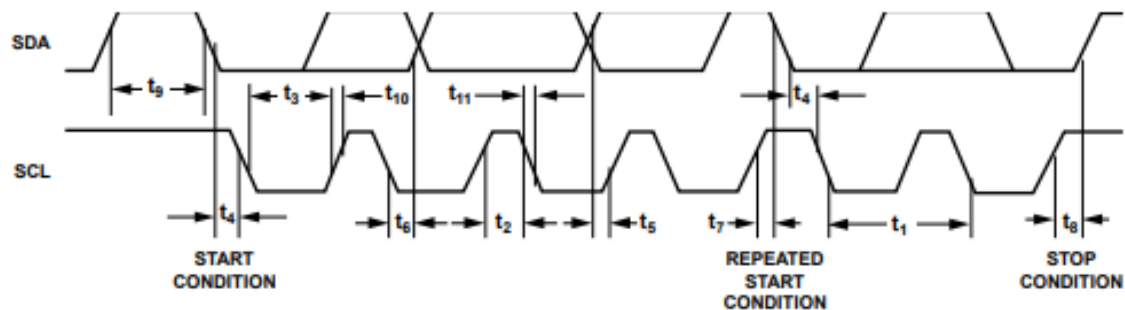 SDA
t9 t3 t10 t11 t4
SCL
t4 t6 t2 t5 t7 t1 t8
START
CONDITION
REPEATED
START
CONDITION
STOP
CONDITION